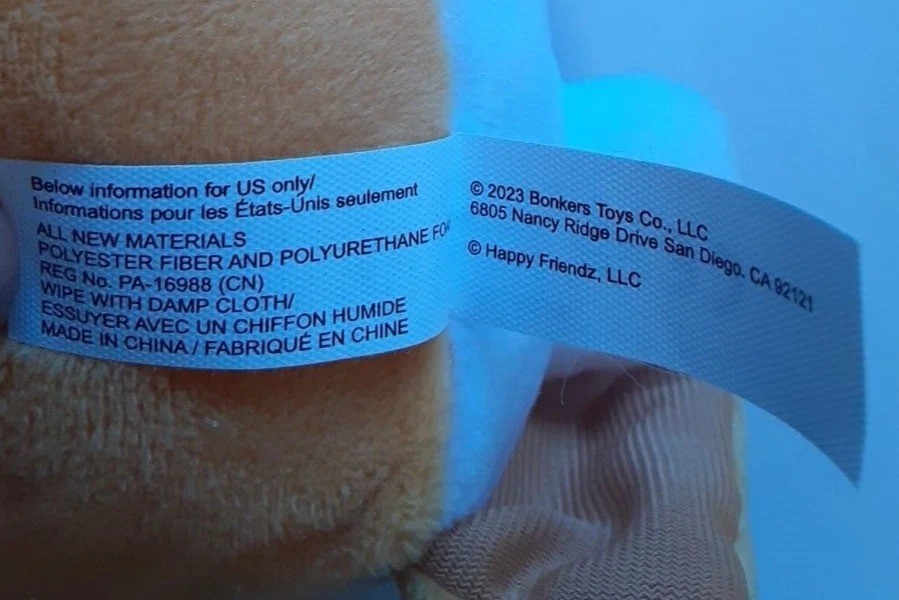 Below information for US only/
Informations pour les États-Unis seulement
ALL NEW MATERIALS
POLYESTER FIBER AND POLYURETHANE
REG No. PA-16988 (CN)
WIPE WITH DAMP CLOTH/
ESSUYER AVEC UN CHIFFON HUMIDE
MADE IN CHINA / FABRIQUÉ EN CHINE
© 2023 Bonkers Toys Co., LLC
6805 Nancy Ridge Drive San Diego. CA 92121
© Happy Friendz, LLC